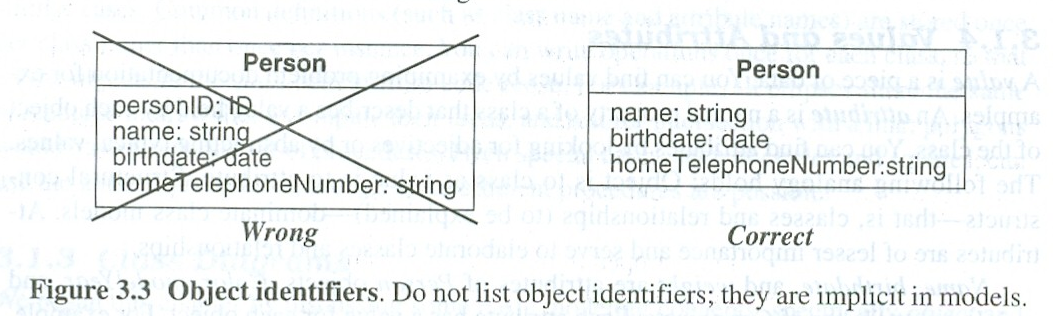 Person
personID: ID
name: string
birthdate: date
homeTelephoneNumber: string
Wrong
Person
name: string
birthdate: date
homeTelephoneNumber:string
Correct
Figure 3.3 Object identifiers. Do not list object identifiers; they are implicit in models.